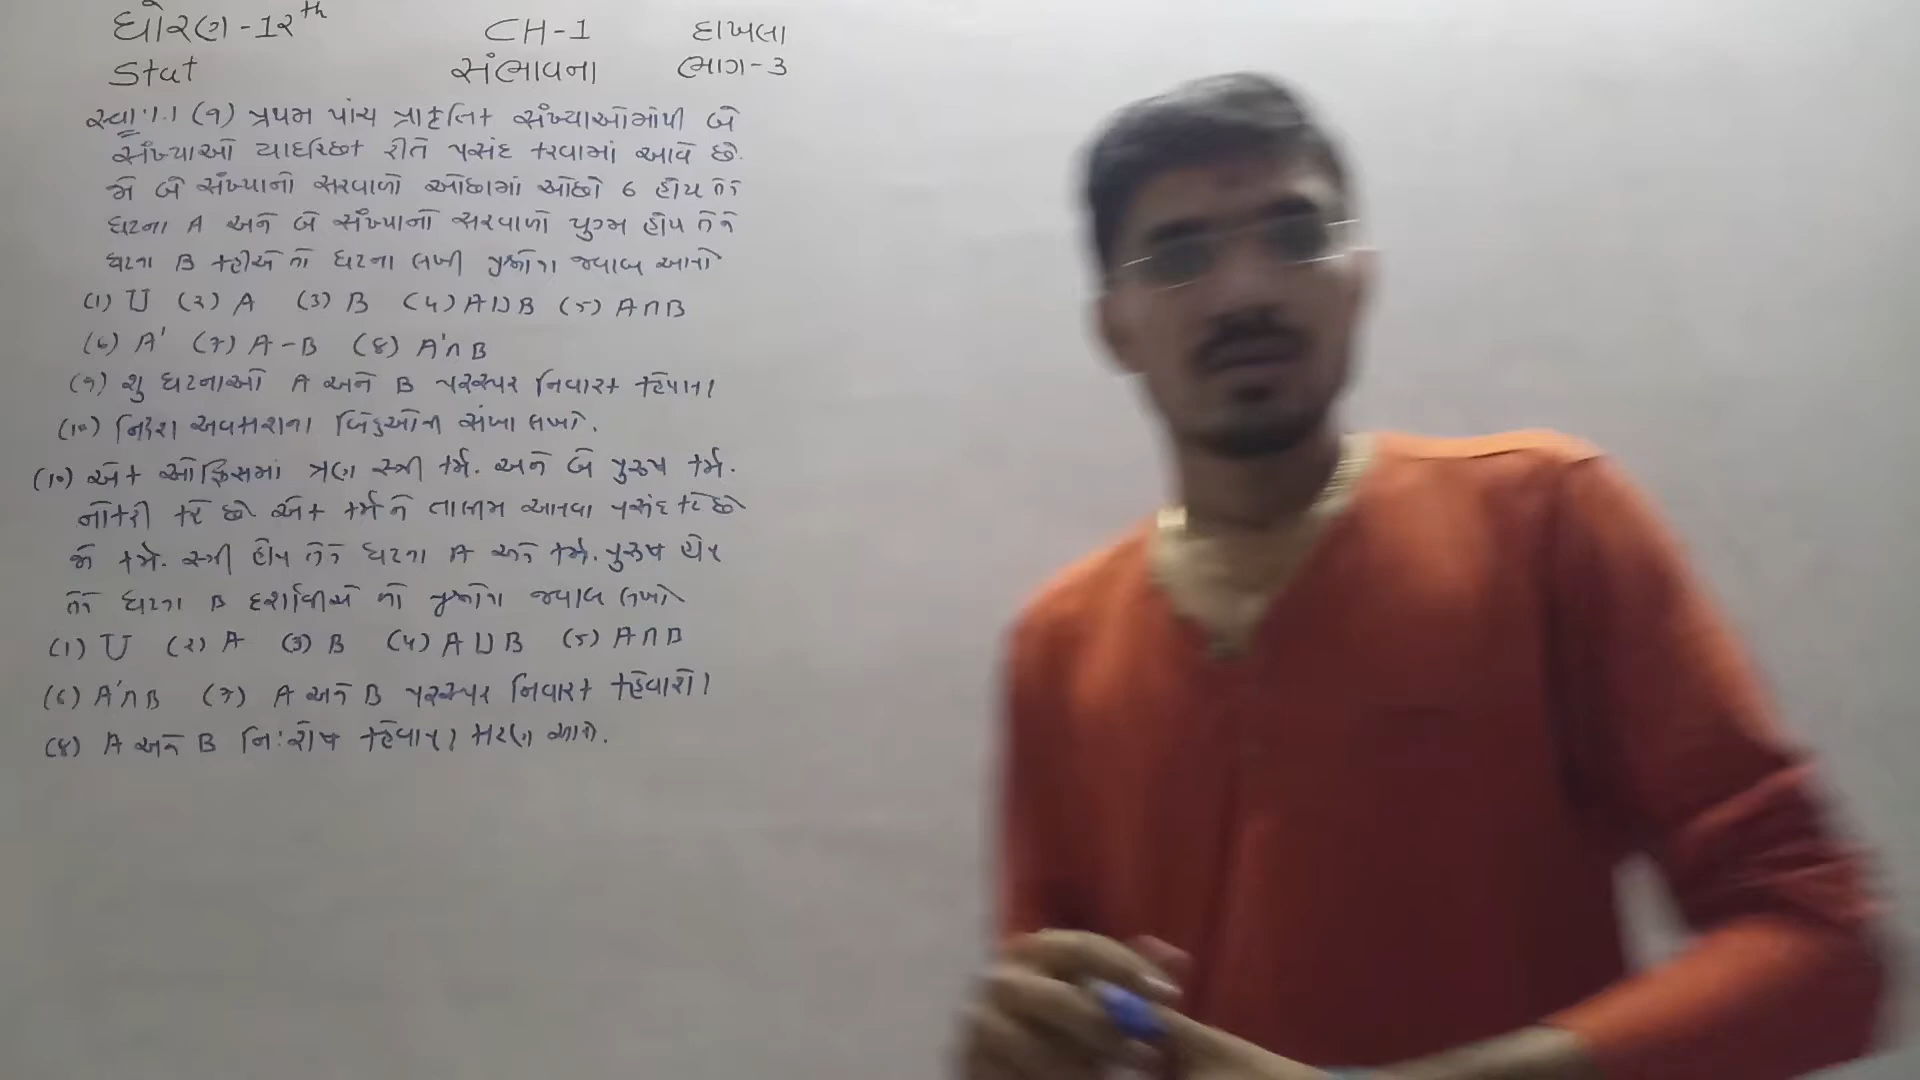 ધોરણ-12th CH-1 દાખલા
Stat સંભાવના ભાગ-3
સ્વા 1.1 (9) પ્રથમ પાંચ પ્રાકૃતિક સંખ્યાઓમાંથી બે
સંખ્યાઓ યાદચ્છિક રીતે પસંદ કરવામાં આવે છે.
જો બે સંખ્યાનો સરવાળો ઓછામાં ઓછો 6 હોય તેને
ઘટના A અને બે સંખ્યાનો સરવાળો યુગ્મ હોય તેને
ઘટના B કહીએ તો ઘટના લખી પ્રશ્નોના જવાબ આપો
(1) U (2) A (3) B (4) A∪B (5) A∩B
(6) A' (7) A-B (8) A'∩B
(9) શુ ઘટનાઓ A અને B પરસ્પર નિવારક કહેવાય।
(10) નિદેશ અવકાશના બિંદુઓની સંખ્યા લખો.
(10) એક ઓફિસમાં ત્રણ સ્ત્રી કર્મ. અને બે પુરુષ કર્મ.
નોકરી કરે છે એક કર્મને તાલીમ આપવા પસંદ કરે છે
જો કર્મ. સ્ત્રી હોય તેને ઘટના A અને કર્મ. પુરુષ હોય
તેને ઘટના B દર્શાવીએ તો પ્રશ્નોના જવાબ લખો
(1) U (2) A (3) B (4) A∪B (5) A∩B
(6) A'∩B (7) A અને B પરસ્પર નિવારક કહેવાશે।
(8) A અને B નિ:શેષ કહેવાય। કારણ આપો.